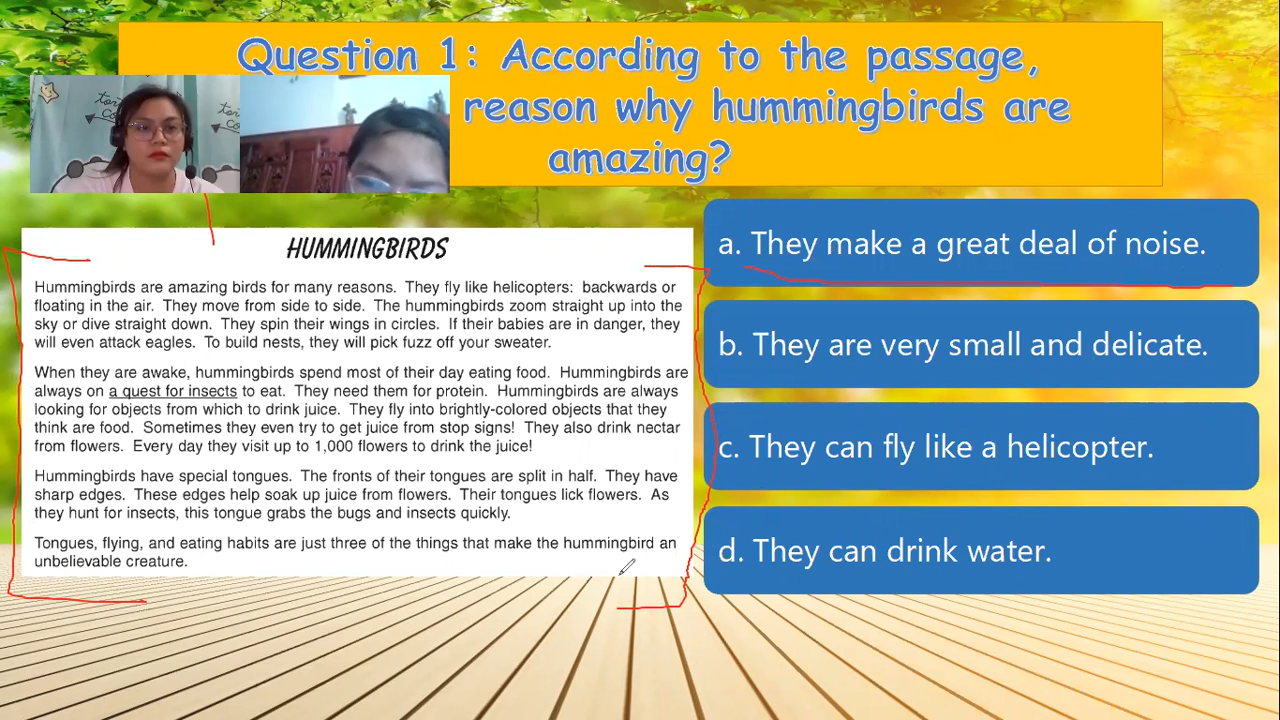 Question 1: According to the passage,
reason why hummingbirds are
amazing?
HUMMINGBIRDS
Hummingbirds are amazing birds for many reasons. They fly like helicopters: backwards or
floating in the air. They move from side to side. The hummingbirds zoom straight up into the
sky or dive straight down. They spin their wings in circles. If their babies are in danger, they
will even attack eagles. To build nests, they will pick fuzz off your sweater.
When they are awake, hummingbirds spend most of their day eating food. Hummingbirds are
always on a quest for insects to eat. They need them for protein. Hummingbirds are always
looking for objects from which to drink juice. They fly into brightly-colored objects that they
think are food. Sometimes they even try to get juice from stop signs! They also drink nectar
from flowers. Every day they visit up to 1,000 flowers to drink the juice!
Hummingbirds have special tongues. The fronts of their tongues are split in half. They have
sharp edges. These edges help soak up juice from flowers. Their tongues lick flowers. As
they hunt for insects, this tongue grabs the bugs and insects quickly.
Tongues, flying, and eating habits are just three of the things that make the hummingbird an
unbelievable creature.
a. They make a great deal of noise.
b. They are very small and delicate.
c. They can fly like a helicopter.
d. They can drink water.